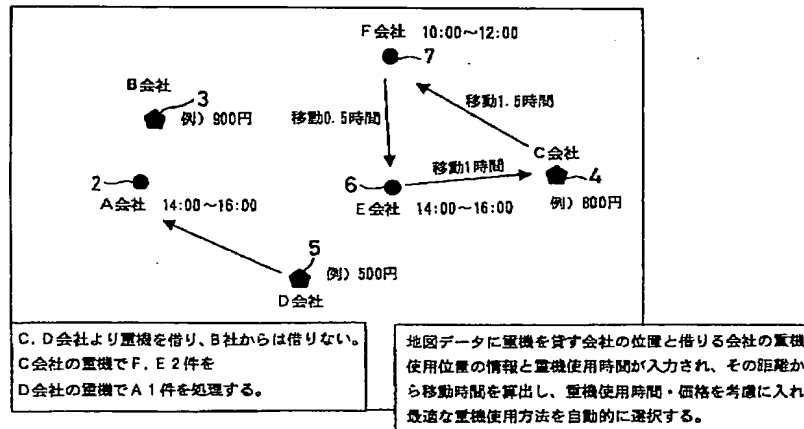 F会社 10:00～12:00
7
B会社
3
例) 900円
移動0.5時間
移動1.5時間
C会社
4
例) 800円
移動1時間
2
A会社 14:00～16:00
6
E会社 14:00～16:00
5
例) 500円
D会社
C. D会社より重機を借り、B社からは借りない。
C会社の重機でF. E 2件を
D会社の重機でA 1件を処理する。
地図データに重機を貸す会社の位置と借りる会社の重機
使用位置の情報と重機使用時間が入力され、その距離か
ら移動時間を算出し、重機使用時間・価格を考慮に入れ
最適な重機使用方法を自動的に選択する。